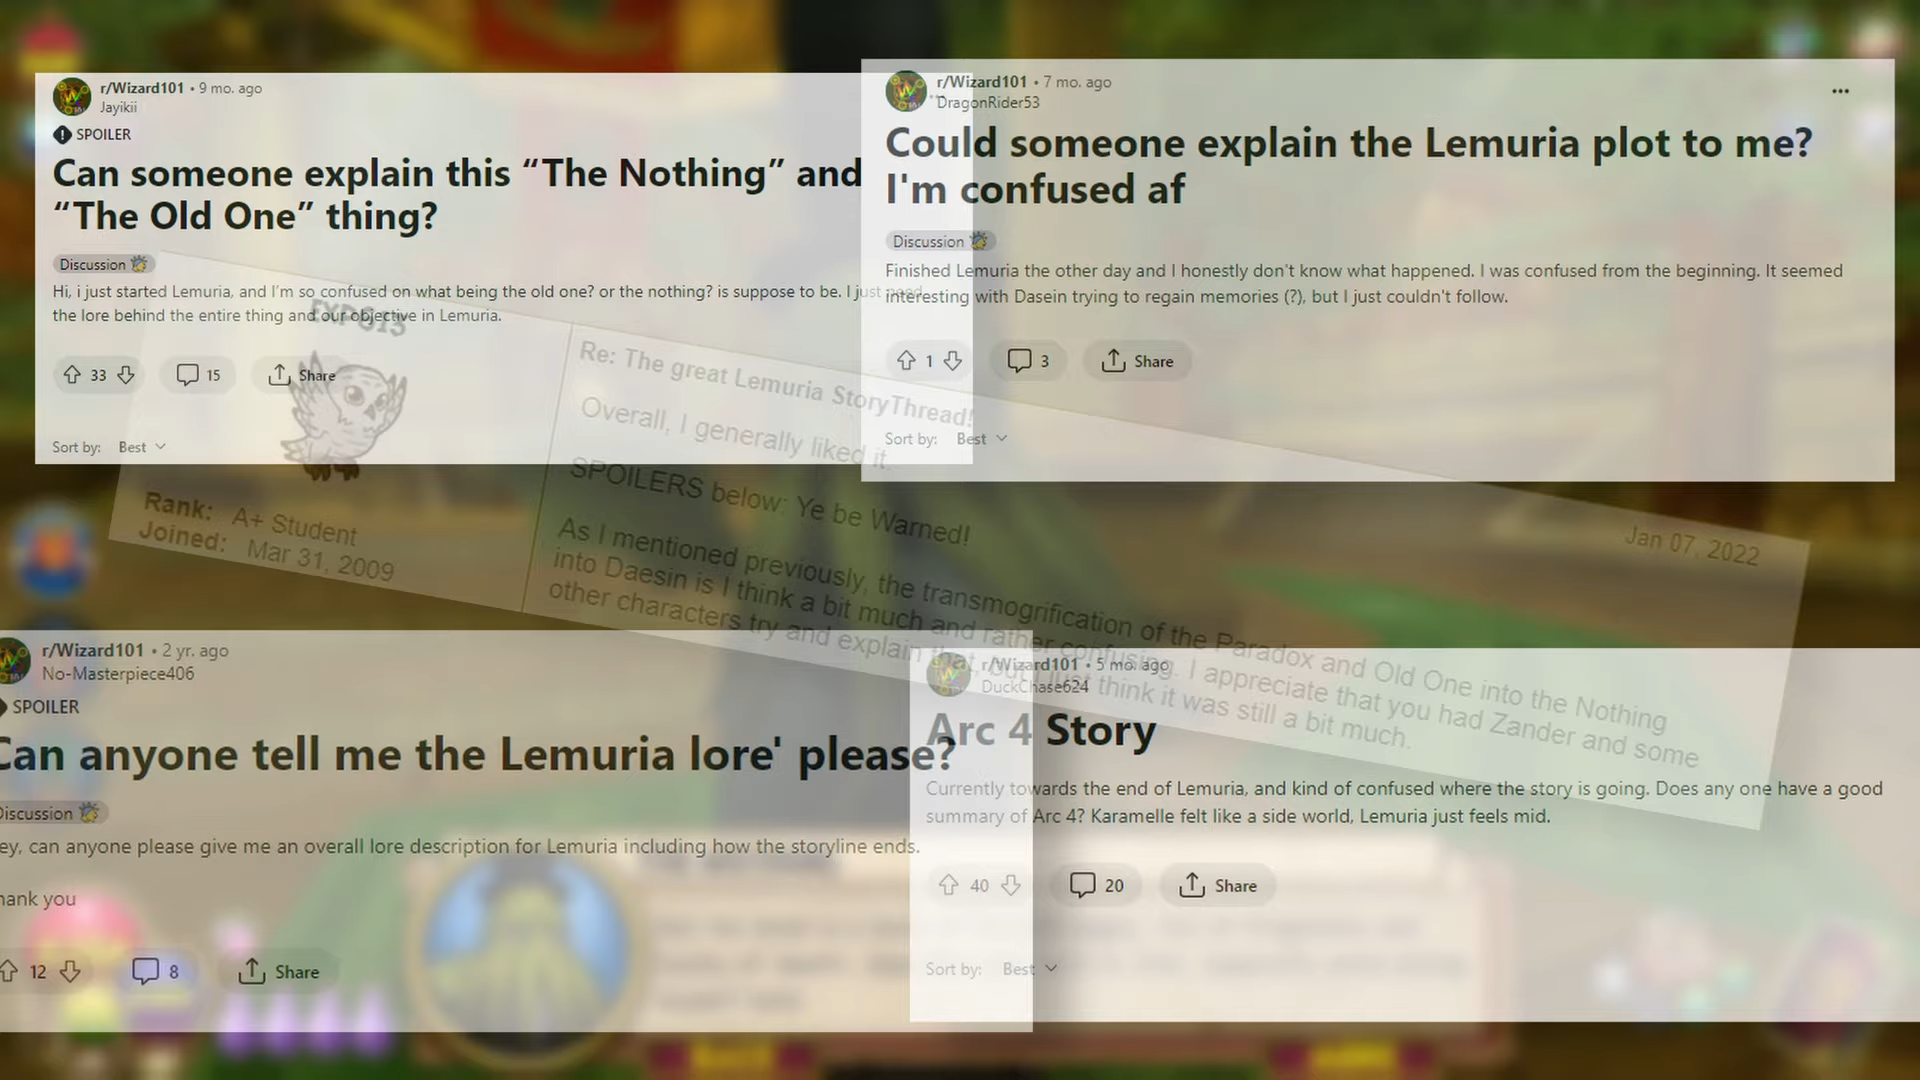 r/Wizard101 • 9 mo. ago
Jayikii
SPOILER
Can someone explain this “The Nothing” and
“The Old One” thing?
Discussion
Hi, i just started Lemuria, and I’m so confused on what being the old one? or the nothing? is suppose to be. I just need
the lore behind the entire thing and our objective in Lemuria.
33
15
Share
Sort by: Best
r/Wizard101 • 7 mo. ago
DragonRider53
Could someone explain the Lemuria plot to me?
I'm confused af
Discussion
Finished Lemuria the other day and I honestly don't know what happened. I was confused from the beginning. It seemed
interesting with Dasein trying to regain memories (?), but I just couldn't follow.
1
3
Share
Sort by: Best
Rank: A+ Student
Joined: Mar 31, 2009
Re: The great Lemuria StoryThread!
Jan 07, 2022
Overall, I generally liked it.
SPOILERS below: Ye be Warned!
As I mentioned previously, the transmogrification of the Paradox and Old One into the Nothing
into Daesin is I think a bit much and rather confusing. I appreciate that you had Zander and some
other characters try and explain that, but I just think it was still a bit much.
r/Wizard101 • 2 yr. ago
No-Masterpiece406
SPOILER
Can anyone tell me the Lemuria lore' please?
Discussion
ey, can anyone please give me an overall lore description for Lemuria including how the storyline ends.
hank you
12
8
Share
r/Wizard101 • 5 mo. ago
DuckChase624
Arc 4 Story
Currently towards the end of Lemuria, and kind of confused where the story is going. Does any one have a good
summary of Arc 4? Karamelle felt like a side world, Lemuria just feels mid.
40
20
Share
Sort by: Best